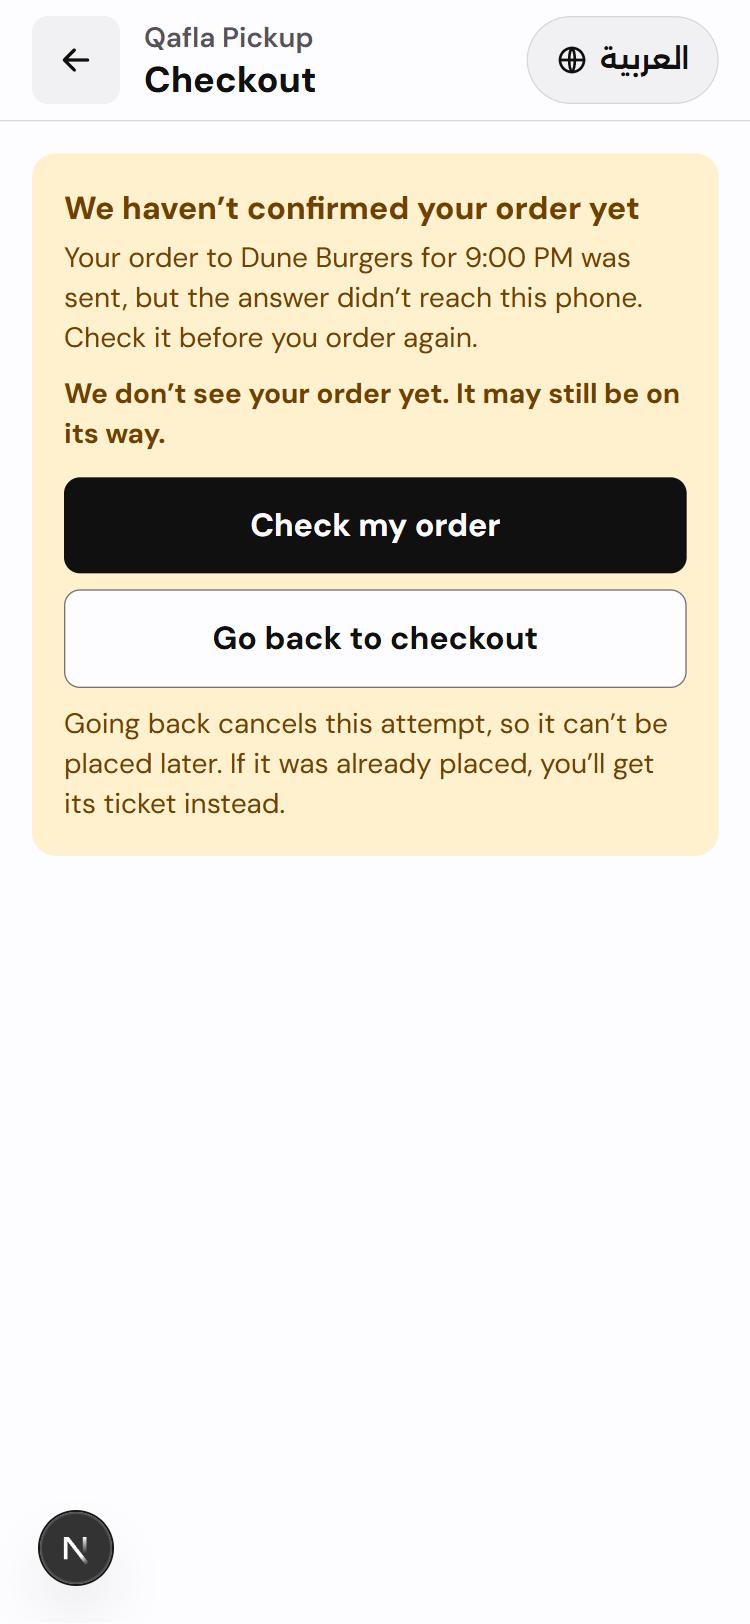 Qafla Pickup
Checkout
العربية
We haven’t confirmed your order yet
Your order to Dune Burgers for 9:00 PM was
sent, but the answer didn’t reach this phone.
Check it before you order again.
We don’t see your order yet. It may still be on
its way.
Check my order
Go back to checkout
Going back cancels this attempt, so it can’t be
placed later. If it was already placed, you’ll get
its ticket instead.
N